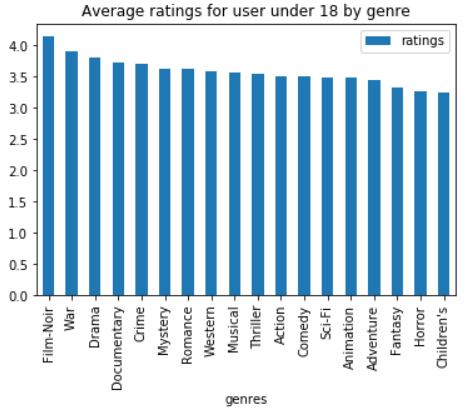 Average ratings for user under 18 by genre
ratings
4.0
3.5
3.0
2.5
2.0
1.5
1.0
0.5
0.0
Film-Noir
War
Drama
Documentary
Crime
Mystery
Romance
Western
Musical
Thriller
Action
Comedy
Sci-Fi
Animation
Adventure
Fantasy
Horror
Children's
genres